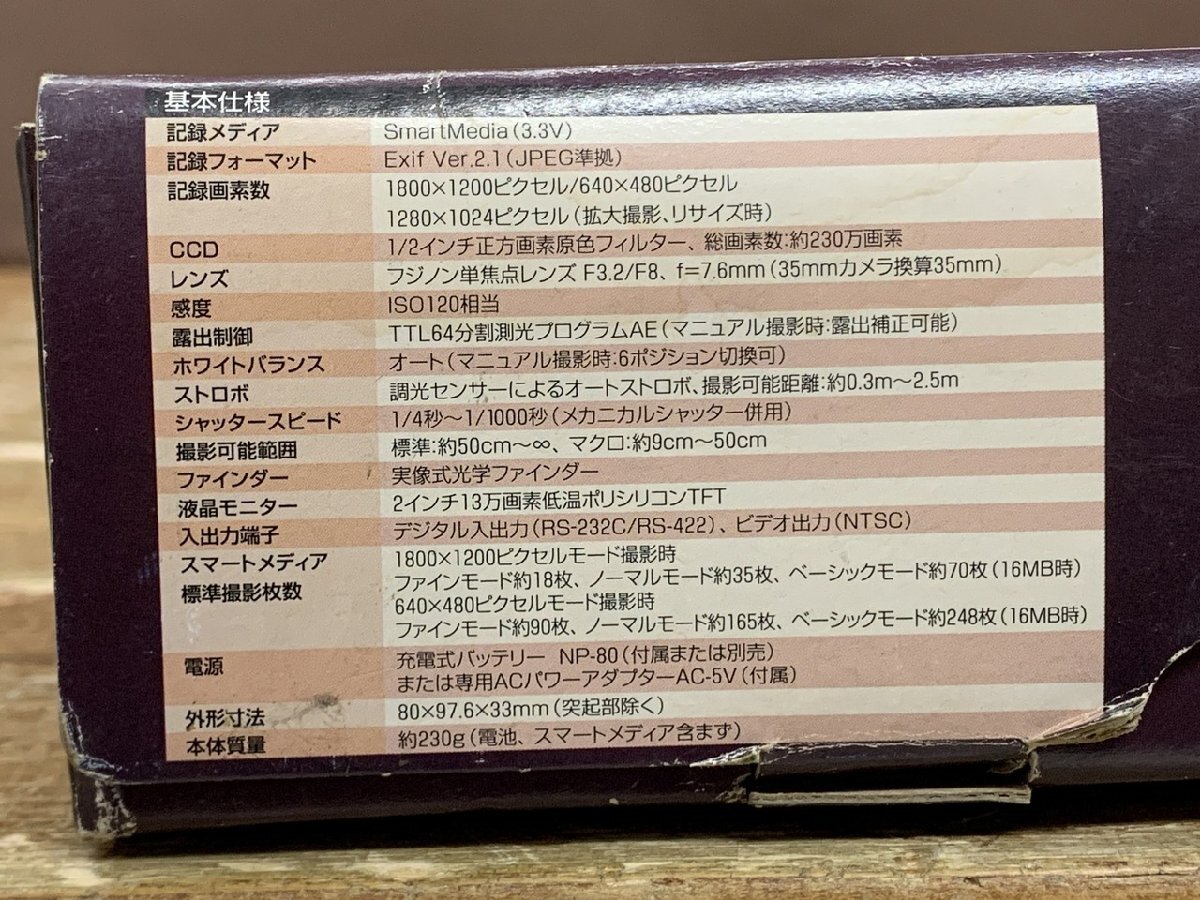 基本仕様
記録メディア SmartMedia(3.3V)
記録フォーマット Exif Ver.2.1(JPEG準拠)
記録画素数 1800×1200ピクセル/640×480ピクセル
1280×1024ピクセル(拡大撮影、リサイズ時)
CCD 1/2インチ正方画素原色フィルター、総画素数:約230万画素
レンズ フジノン単焦点レンズ F3.2/F8、f=7.6mm(35mmカメラ換算35mm)
感度 ISO120相当
露出制御 TTL64分割測光プログラムAE(マニュアル撮影時:露出補正可能)
ホワイトバランス オート(マニュアル撮影時:6ポジション切換可)
ストロボ 調光センサーによるオートストロボ、撮影可能距離:約0.3m～2.5m
シャッタースピード 1/4秒～1/1000秒(メカニカルシャッター併用)
撮影可能範囲 標準:約50cm～∞、マクロ:約9cm～50cm
ファインダー 実像式光学ファインダー
液晶モニター 2インチ13万画素低温ポリシリコンTFT
入出力端子 デジタル入出力(RS-232C/RS-422)、ビデオ出力(NTSC)
スマートメディア 1800×1200ピクセルモード撮影時
標準撮影枚数 ファインモード約18枚、ノーマルモード約35枚、ベーシックモード約70枚(16MB時)
640×480ピクセルモード撮影時
ファインモード約90枚、ノーマルモード約165枚、ベーシックモード約248枚(16MB時)
電源 充電式バッテリー NP-80(付属または別売)
または専用ACパワーアダプターAC-5V(付属)
外形寸法 80×97.6×33mm(突起部除く)
本体質量 約230g(電池、スマートメディア含まず)